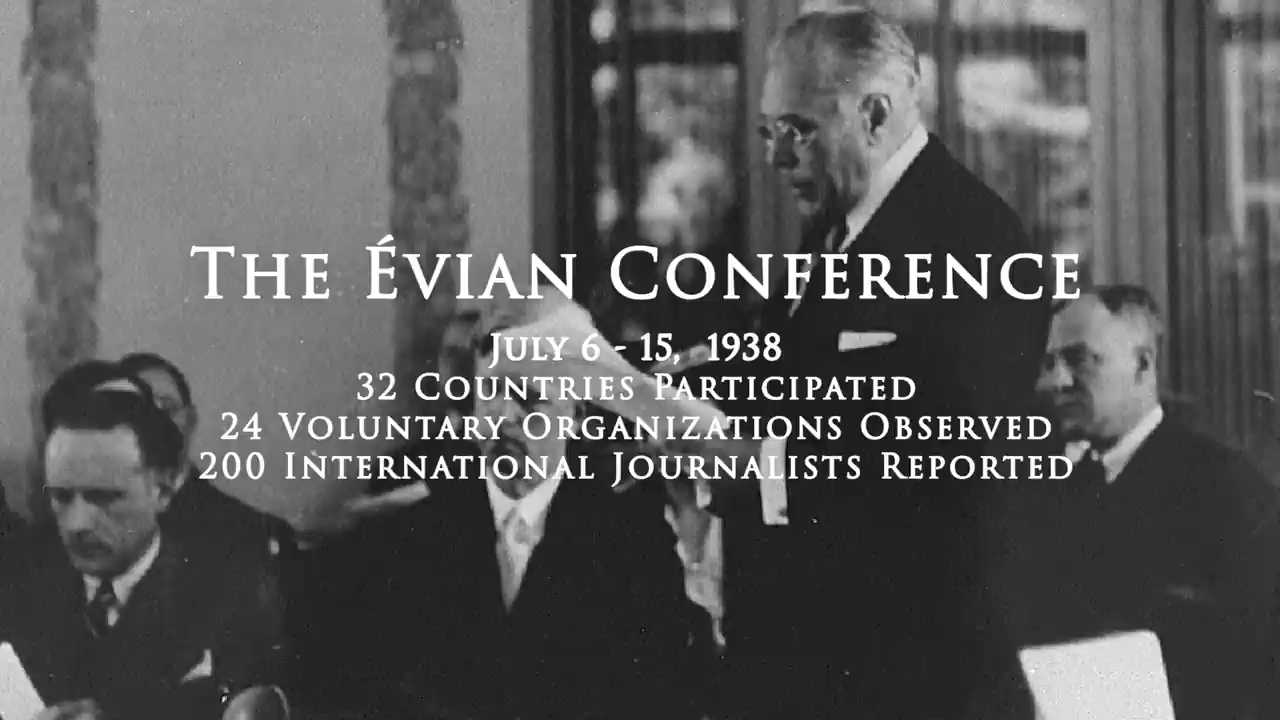 The Évian Conference
July 6 - 15, 1938
32 Countries Participated
24 Voluntary Organizations Observed
200 International Journalists Reported